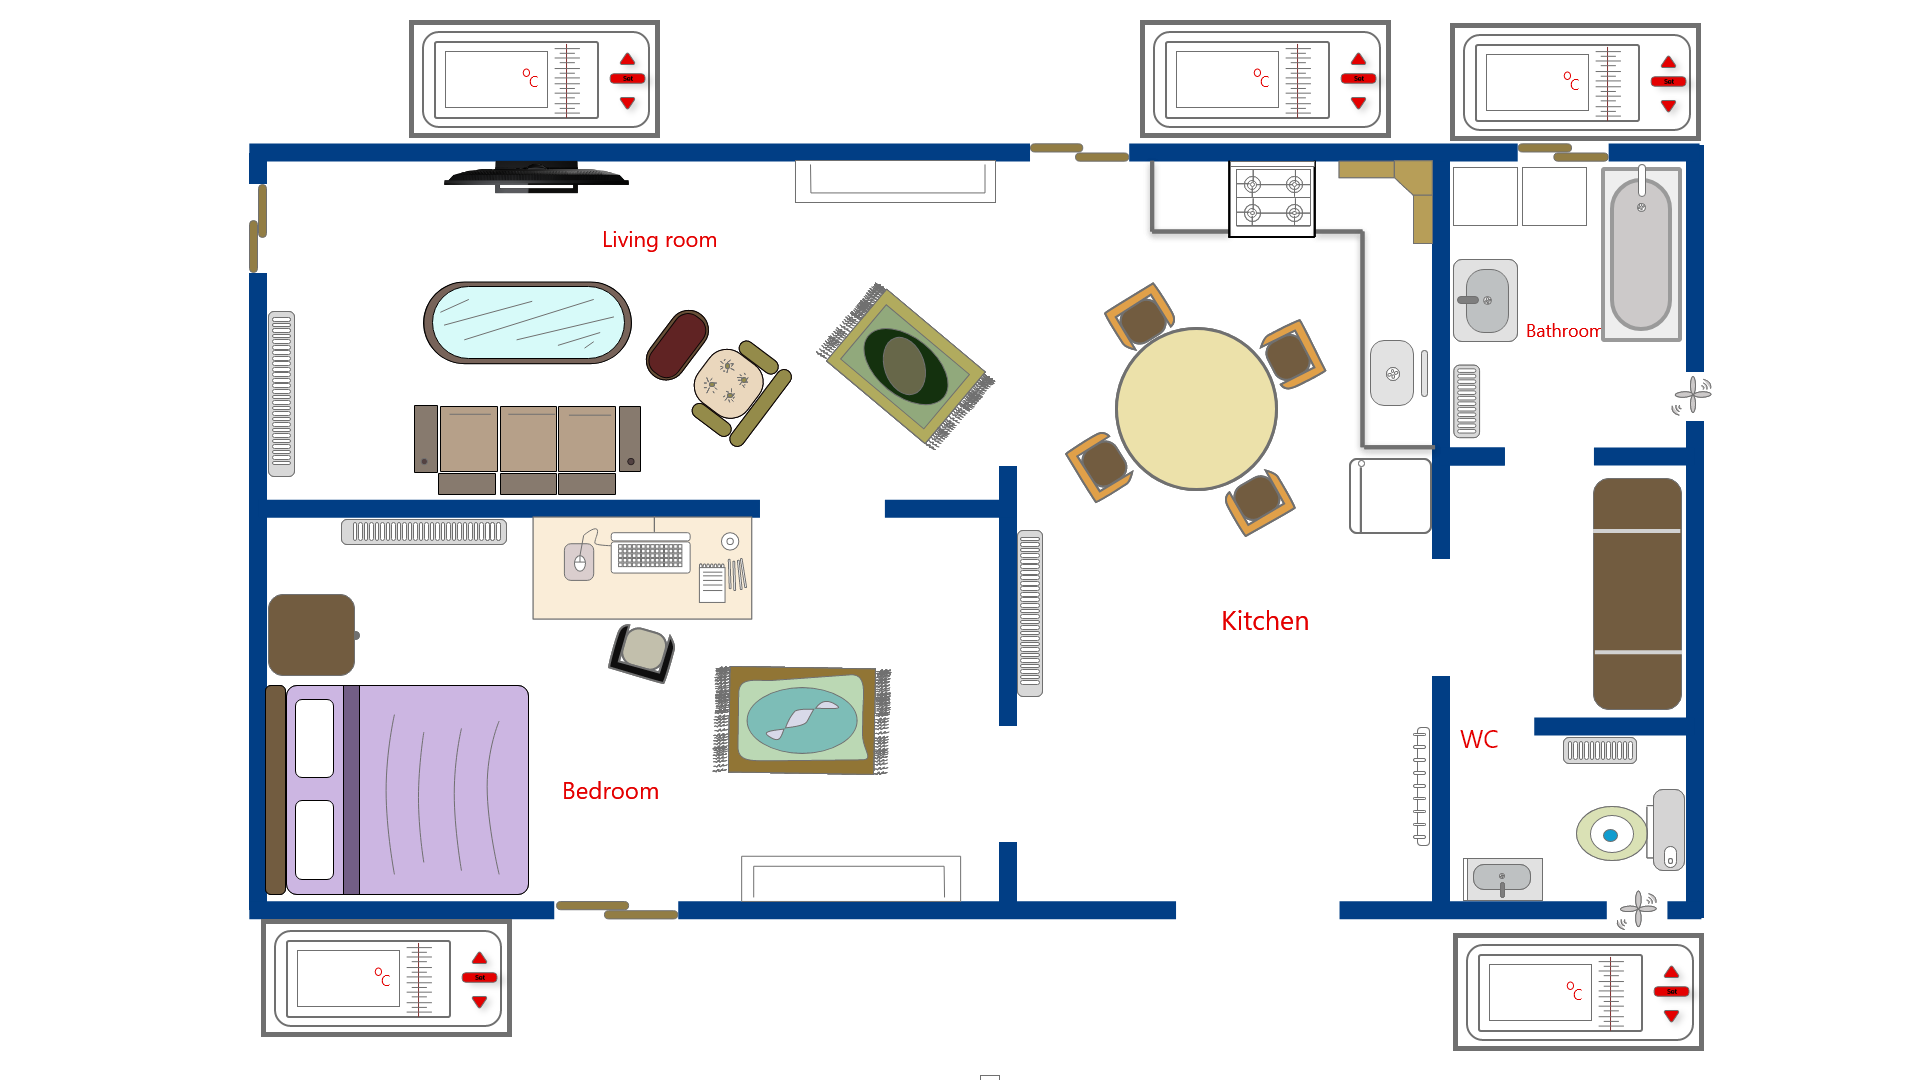 °C
Set
°C
Set
°C
Set
Living room
Bathroom
Kitchen
WC
Bedroom
°C
Set
°C
Set